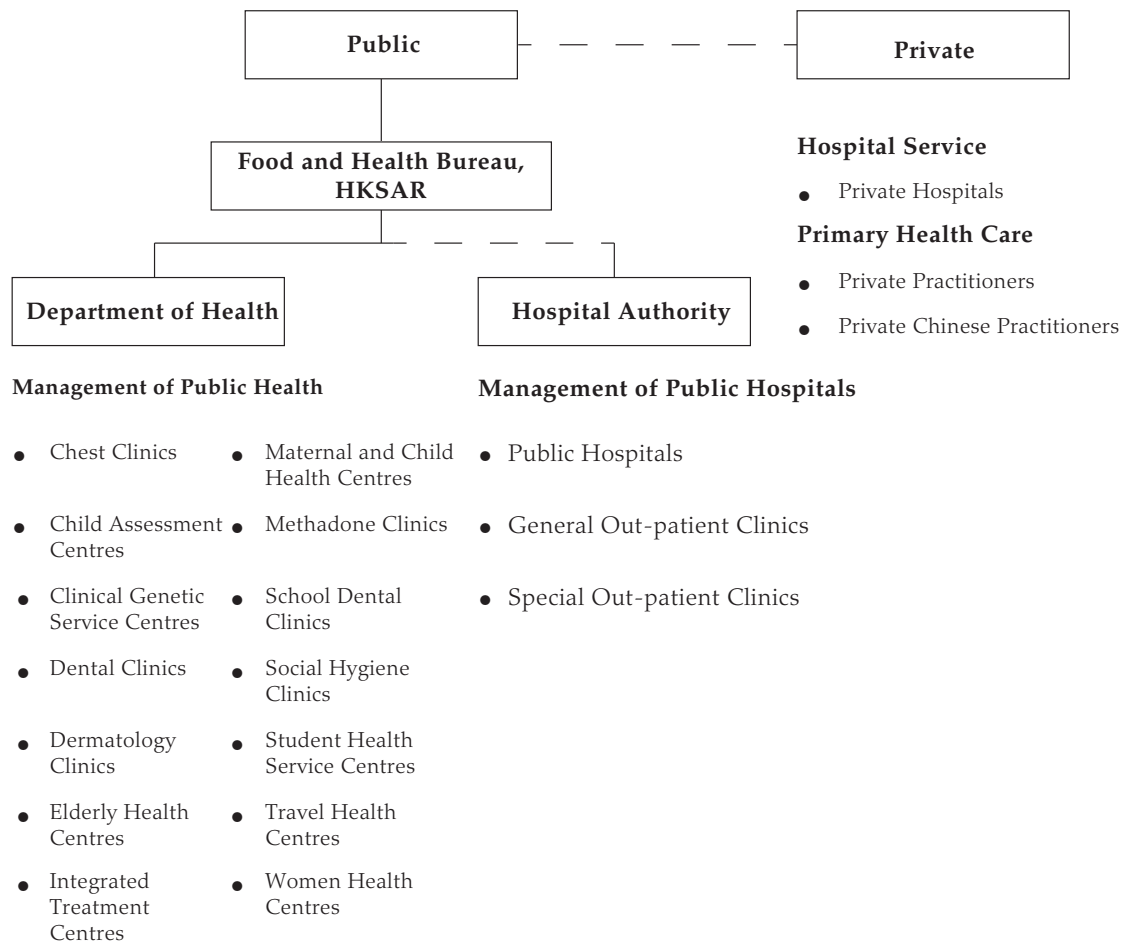 Public
Private
Food and Health Bureau,
HKSAR
Hospital Service
● Private Hospitals
Primary Health Care
● Private Practitioners
● Private Chinese Practitioners
Department of Health
Hospital Authority
Management of Public Health
● Chest Clinics
● Child Assessment
Centres
● Clinical Genetic
Service Centres
● Dental Clinics
● Dermatology
Clinics
● Elderly Health
Centres
● Integrated
Treatment
Centres
● Maternal and Child
Health Centres
● Methadone Clinics
● School Dental
Clinics
● Social Hygiene
Clinics
● Student Health
Service Centres
● Travel Health
Centres
● Women Health
Centres
Management of Public Hospitals
● Public Hospitals
● General Out-patient Clinics
● Special Out-patient Clinics